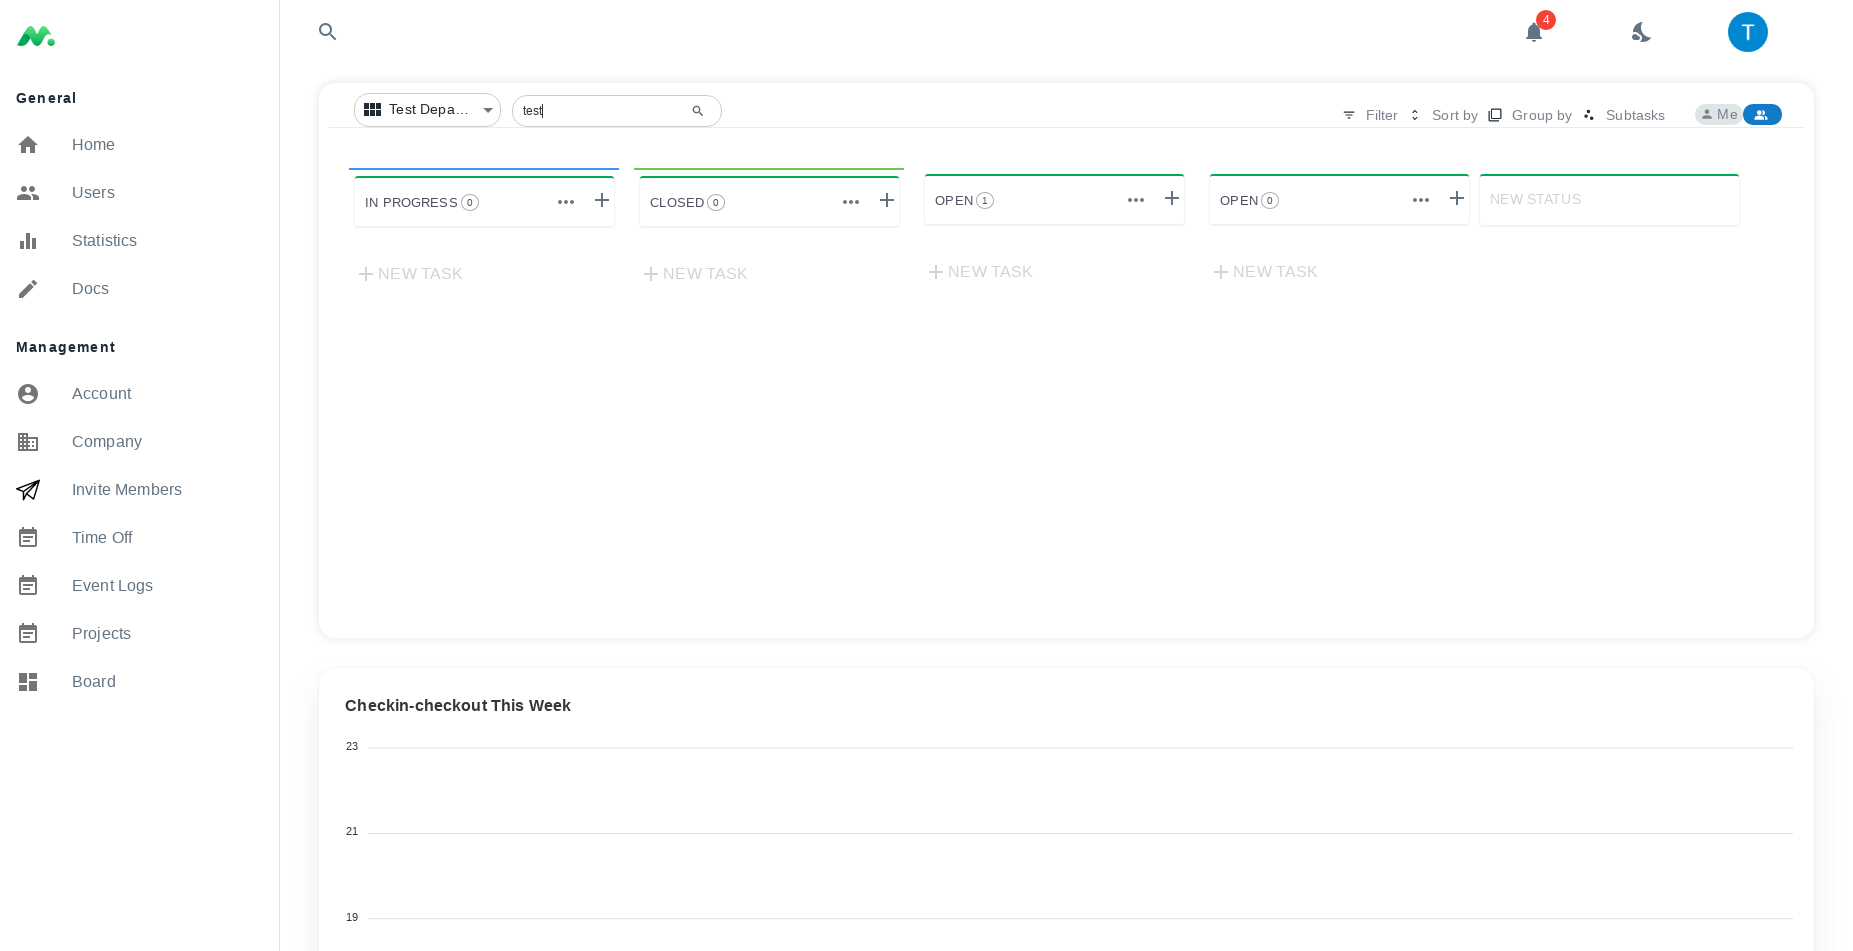 4
T
General
Home
Users
Statistics
Docs
Management
Account
Company
Invite Members
Time Off
Event Logs
Projects
Board
Test Depa...
test
Filter Sort by Group by Subtasks Me
IN PROGRESS 0
CLOSED 0
OPEN 1
OPEN 0
NEW STATUS
NEW TASK
NEW TASK
NEW TASK
NEW TASK
Checkin-checkout This Week
23
21
19